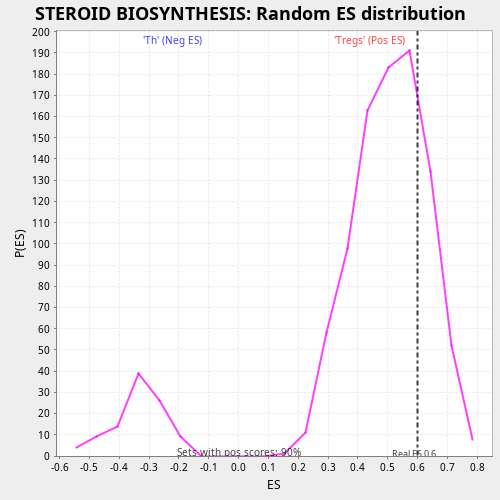 STEROID BIOSYNTHESIS: Random ES distribution
'Th' (Neg ES)
'Tregs' (Pos ES)
200
190
180
170
160
150
140
130
120
110
100
90
80
70
60
50
40
30
20
10
0
P(ES)
Sets with pos scores: 90%
Real ES 0.6
-0.6 -0.5 -0.4 -0.3 -0.2 -0.1 0.0 0.1 0.2 0.3 0.4 0.5 0.6 0.7 0.8
ES